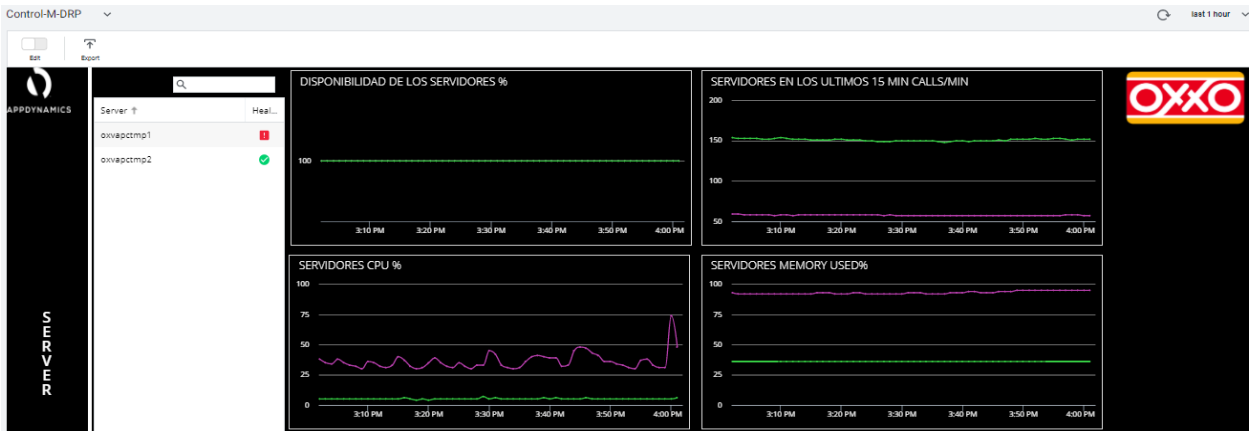 Control-M-DRP
last 1 hour
Edit
Export
APPDYNAMICS
SERVER
Server
Heal...
oxvapctmp1
oxvapctmp2
DISPONIBILIDAD DE LOS SERVIDORES %
100
3:10 PM 3:20 PM 3:30 PM 3:40 PM 3:50 PM 4:00 PM
SERVIDORES EN LOS ULTIMOS 15 MIN CALLS/MIN
200
150
100
50
3:10 PM 3:20 PM 3:30 PM 3:40 PM 3:50 PM 4:00 PM
OXXO
SERVIDORES CPU %
100
75
50
25
0
3:10 PM 3:20 PM 3:30 PM 3:40 PM 3:50 PM 4:00 PM
SERVIDORES MEMORY USED%
100
75
50
25
0
3:10 PM 3:20 PM 3:30 PM 3:40 PM 3:50 PM 4:00 PM